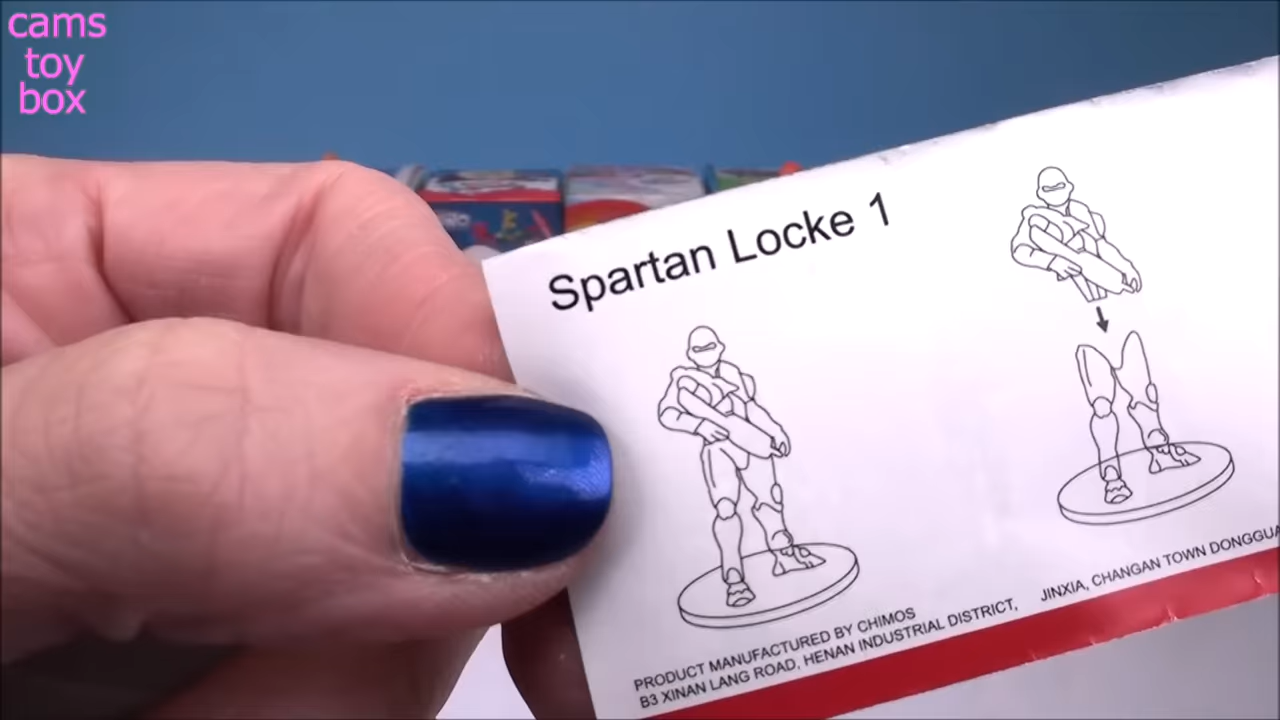 cams
toy
box
Spartan Locke 1
PRODUCT MANUFACTURED BY CHIMOS
B3 XINAN LANG ROAD, HENAN INDUSTRIAL DISTRICT,
JINXIA, CHANGAN TOWN